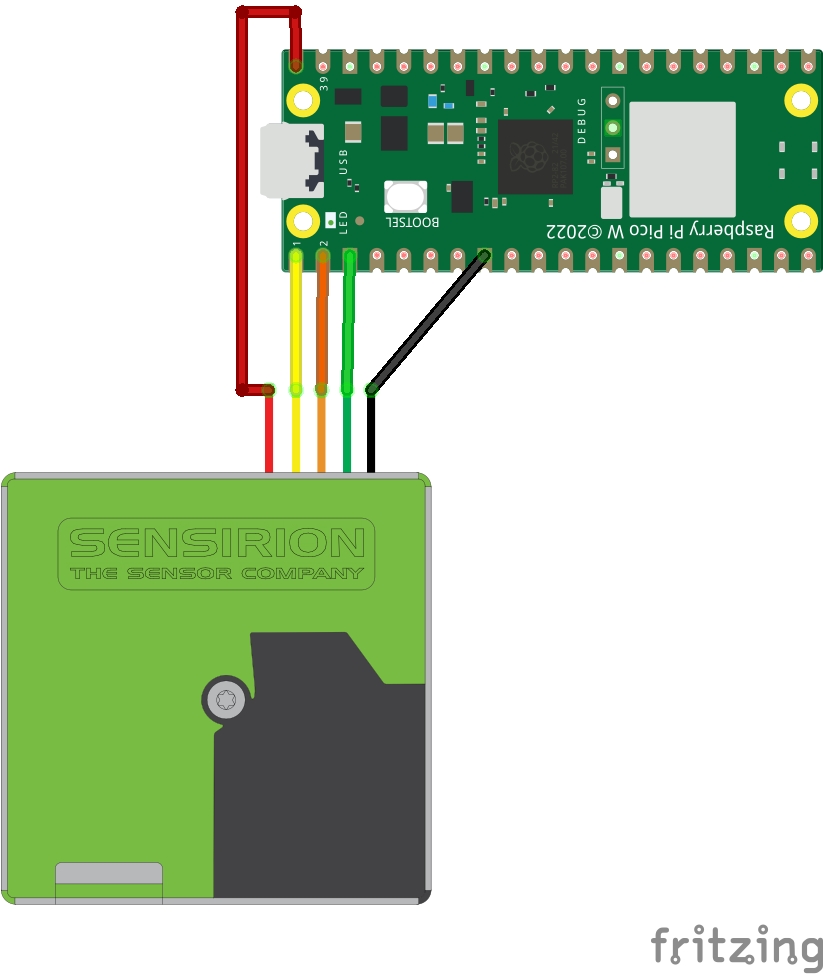 39
DEBUG
USB
BOOTSEL
LED
Raspberry Pi Pico W ©2022
1
2
SENSIRION
THE SENSOR COMPANY
fritzing